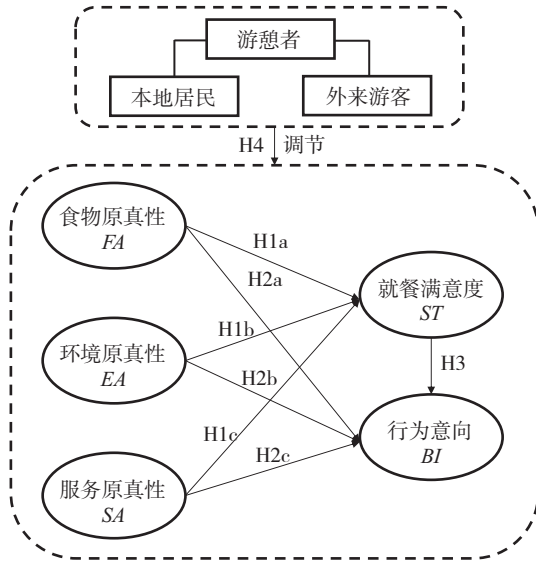 游憩者
本地居民
外来游客
H4 调节
食物原真性
FA
H1a
H2a
就餐满意度
ST
H1b
环境原真性
EA
H3
H2b
H1c
行为意向
BI
H2c
服务原真性
SA